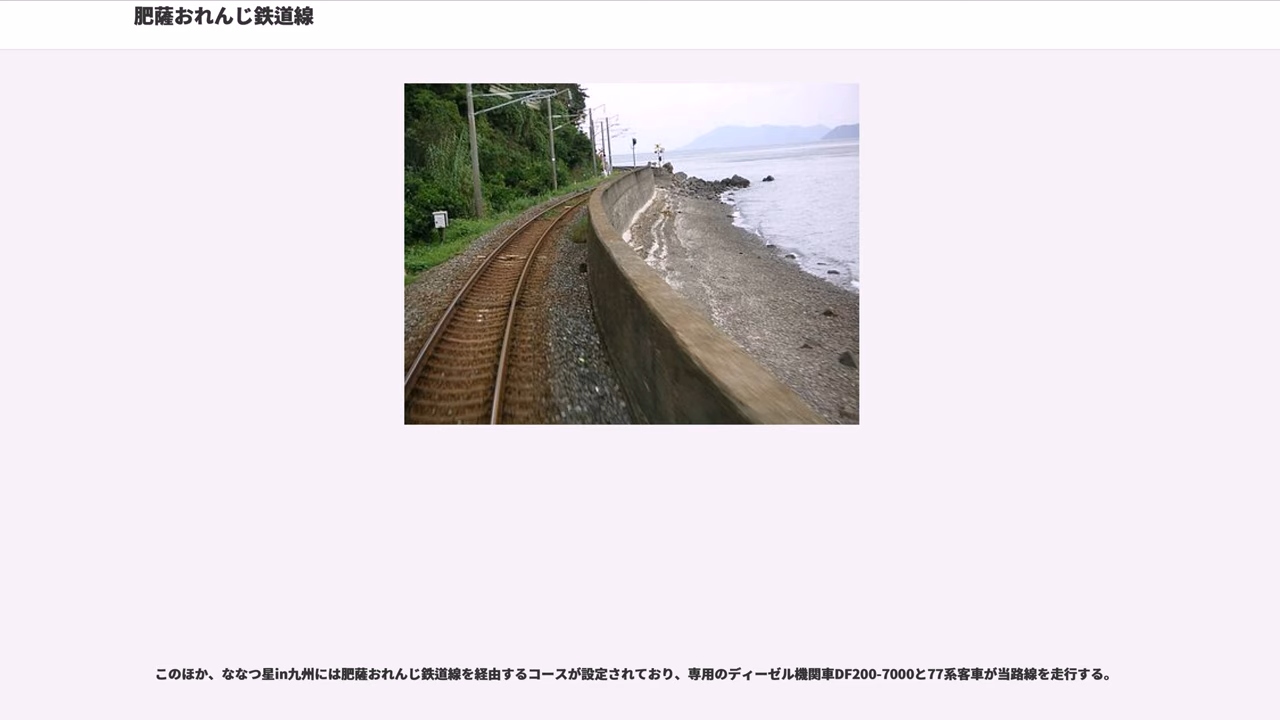 肥薩おれんじ鉄道線
このほか、ななつ星in九州には肥薩おれんじ鉄道線を経由するコースが設定されており、専用のディーゼル機関車DF200-7000と77系客車が当路線を走行する。